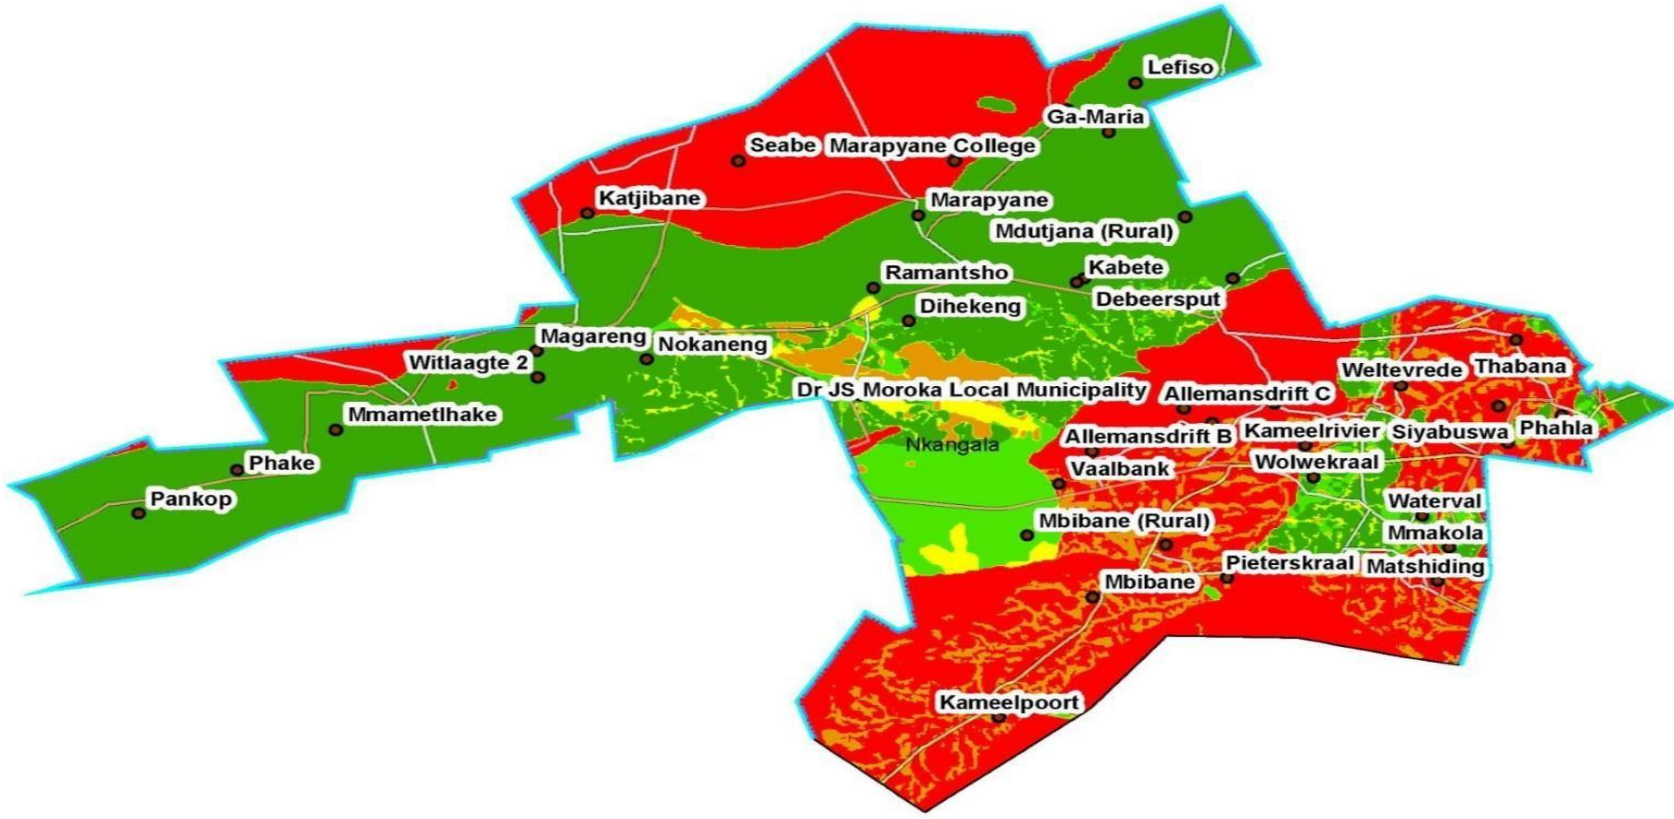 Lefiso
Ga-Maria
Seabe
Marapyane College
Katjibane
Marapyane
Mdutjana (Rural)
Ramantsho
Kabete
Dihekeng
Debeersput
Magareng
Nokaneng
Witlaagte 2
Weltevrede
Thabana
Dr JS Moroka Local Municipality
Allemansdrift C
Mmametlhake
Nkangala
Allemansdrift B
Kameelrivier
Siyabuswa
Phahla
Phake
Vaalbank
Wolwekraal
Pankop
Waterval
Mbibane (Rural)
Mmakola
Pieterskraal
Matshiding
Mbibane
Kameelpoort